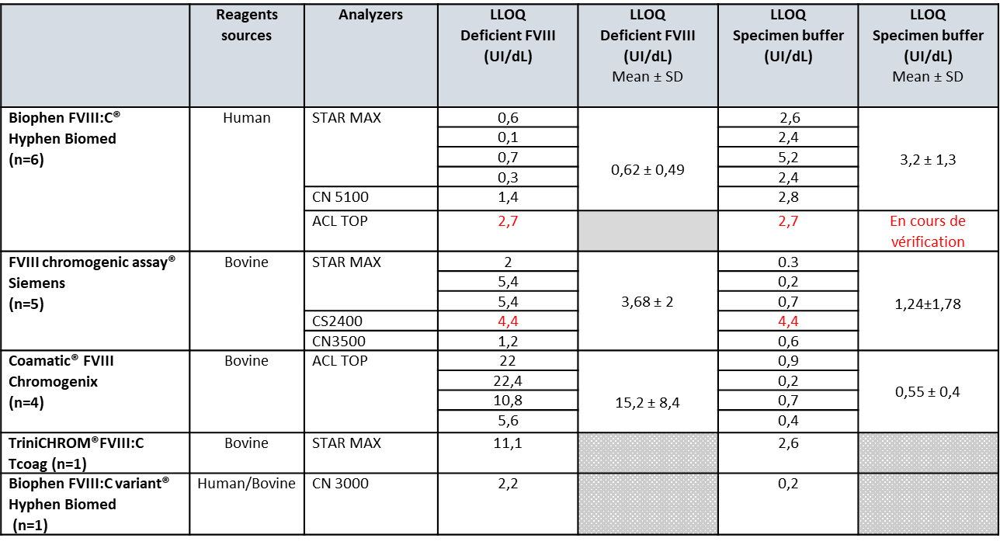 Reagents sources
Analyzers
LLOQ Deficient FVIII (UI/dL)
LLOQ Deficient FVIII (UI/dL) Mean ± SD
LLOQ Specimen buffer (UI/dL)
LLOQ Specimen buffer (UI/dL) Mean ± SD
Biophen FVIII:C®
Hyphen Biomed
(n=6)
Human
STAR MAX
0,6
0,1
0,7
0,3
0,62 ± 0,49
2,6
2,4
5,2
2,4
3,2 ± 1,3
CN 5100
1,4
2,8
ACL TOP
2,7
2,7
En cours de
vérification
FVIII chromogenic assay®
Siemens
(n=5)
Bovine
STAR MAX
2
5,4
5,4
3,68 ± 2
0.3
0,2
0,7
1,24±1,78
CS2400
4,4
4,4
CN3500
1,2
0,6
Coamatic® FVIII
Chromogenix
(n=4)
Bovine
ACL TOP
22
22,4
10,8
5,6
15,2 ± 8,4
0,9
0,2
0,7
0,4
0,55 ± 0,4
TriniCHROM®FVIII:C
Tcoag (n=1)
Bovine
STAR MAX
11,1
2,6
Biophen FVIII:C variant®
Hyphen Biomed
(n=1)
Human/Bovine
CN 3000
2,2
0,2